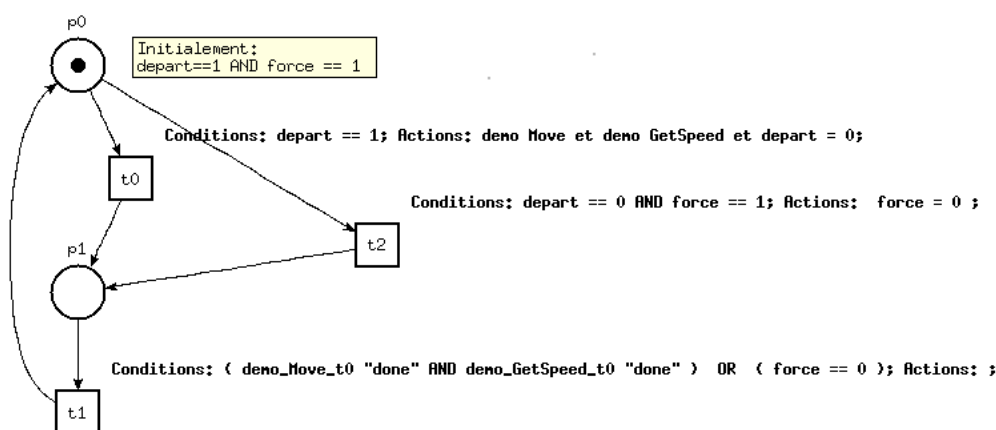 p0
Initialement:
depart==1 AND force == 1
Conditions: depart == 1; Actions: demo Move et demo GetSpeed et depart = 0;
t0
Conditions: depart == 0 AND force == 1; Actions:  force = 0 ;
t2
p1
Conditions: ( demo_Move_t0 "done" AND demo_GetSpeed_t0 "done" )  OR  ( force == 0 ); Actions: ;
t1